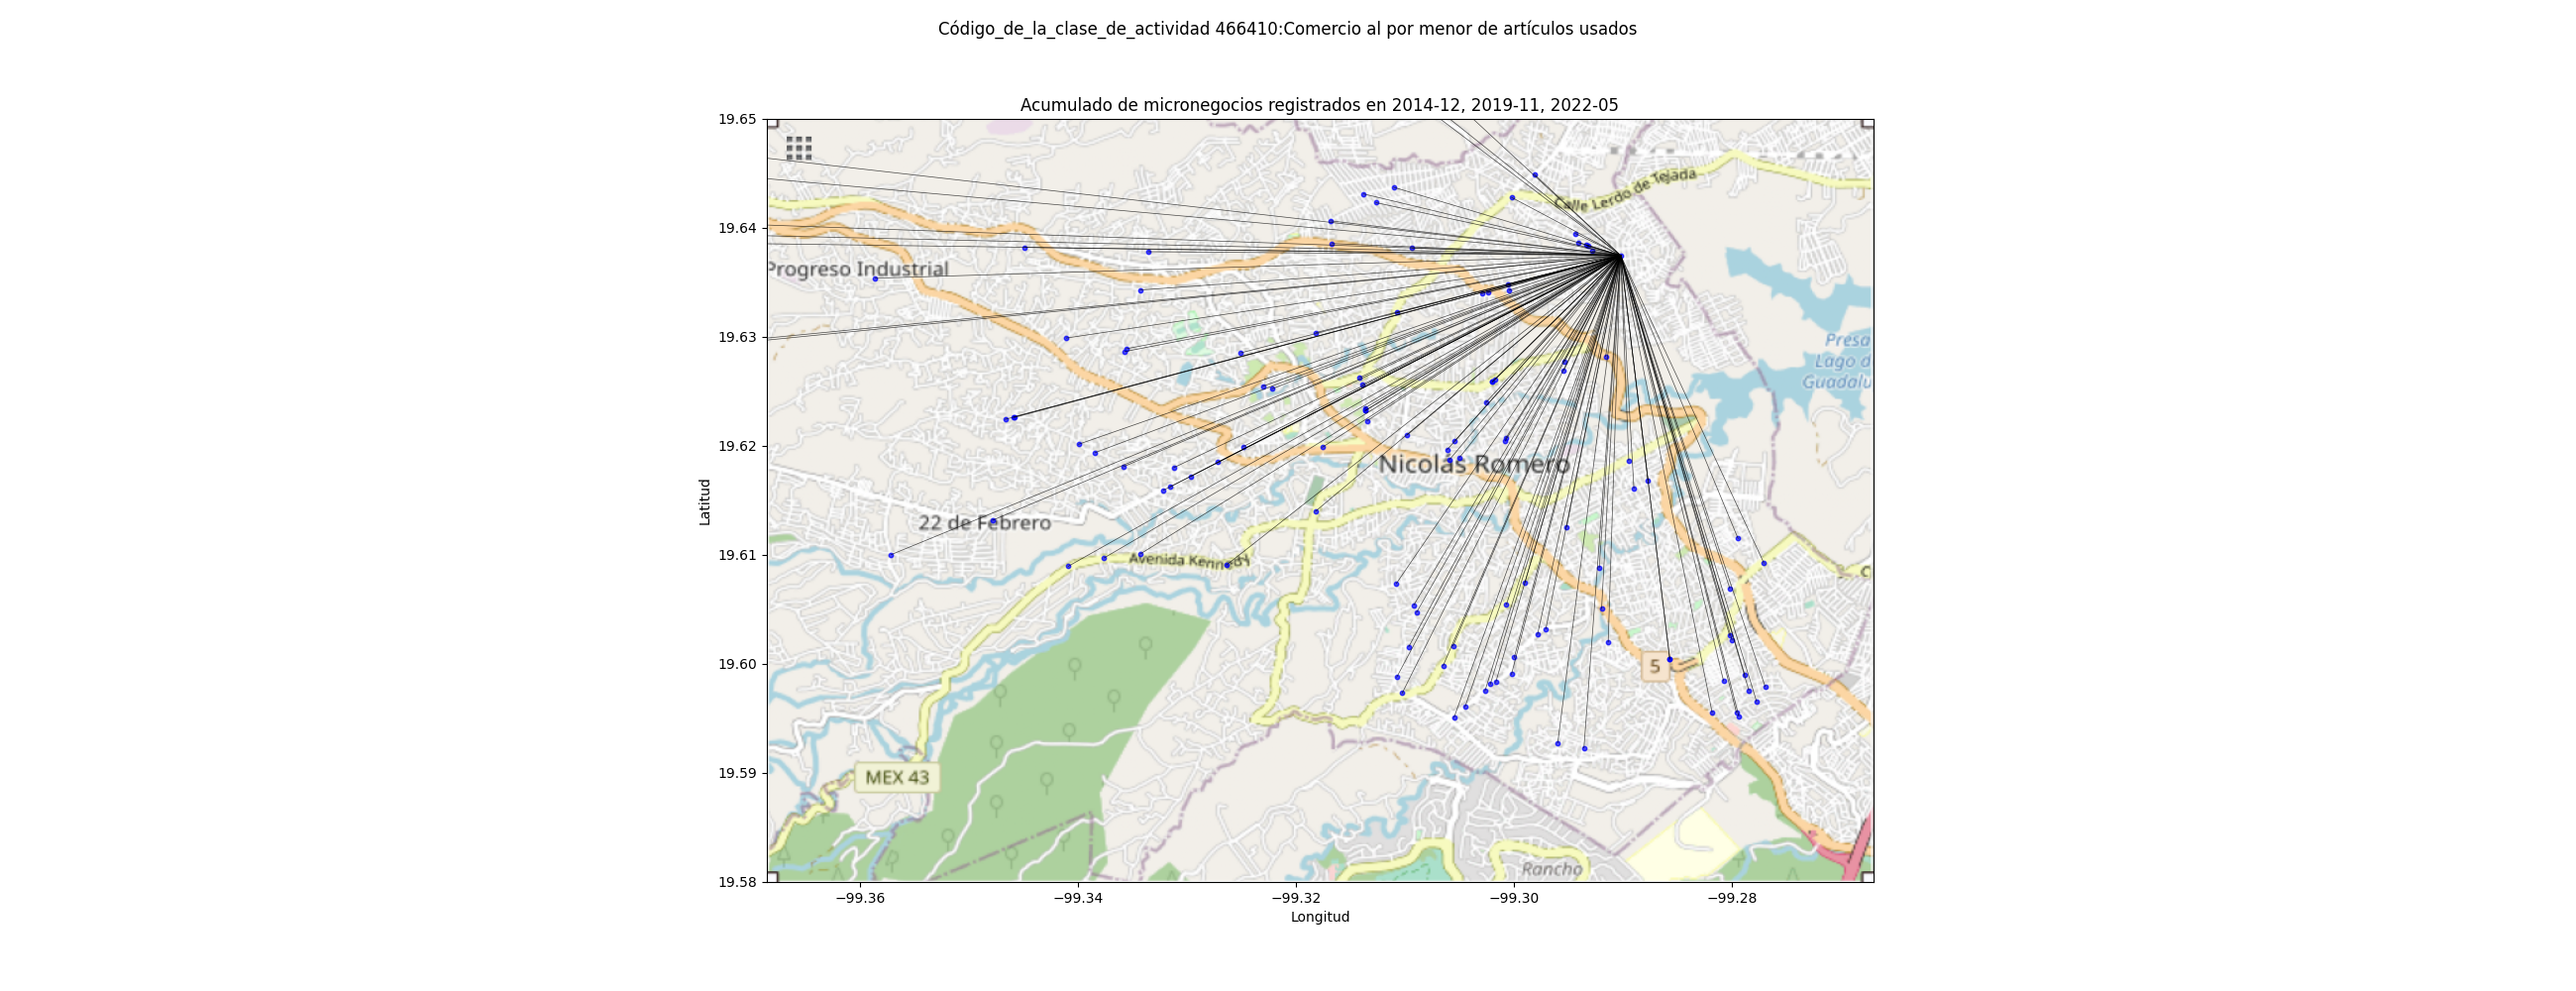 Código_de_la_clase_de_actividad 466410:Comercio al por menor de artículos usados
Acumulado de micronegocios registrados en 2014-12, 2019-11, 2022-05
19.65
19.64
19.63
19.62
19.61
19.60
19.59
19.58
Latitud
Calle Lerdo de Tejada
Progreso Industrial
Presa
Lago d
Guadalu
Nicolás Romero
22 de Febrero
Avenida Kennedy
C
5
MEX 43
Rancho
−99.36
−99.34
−99.32
−99.30
−99.28
Longitud